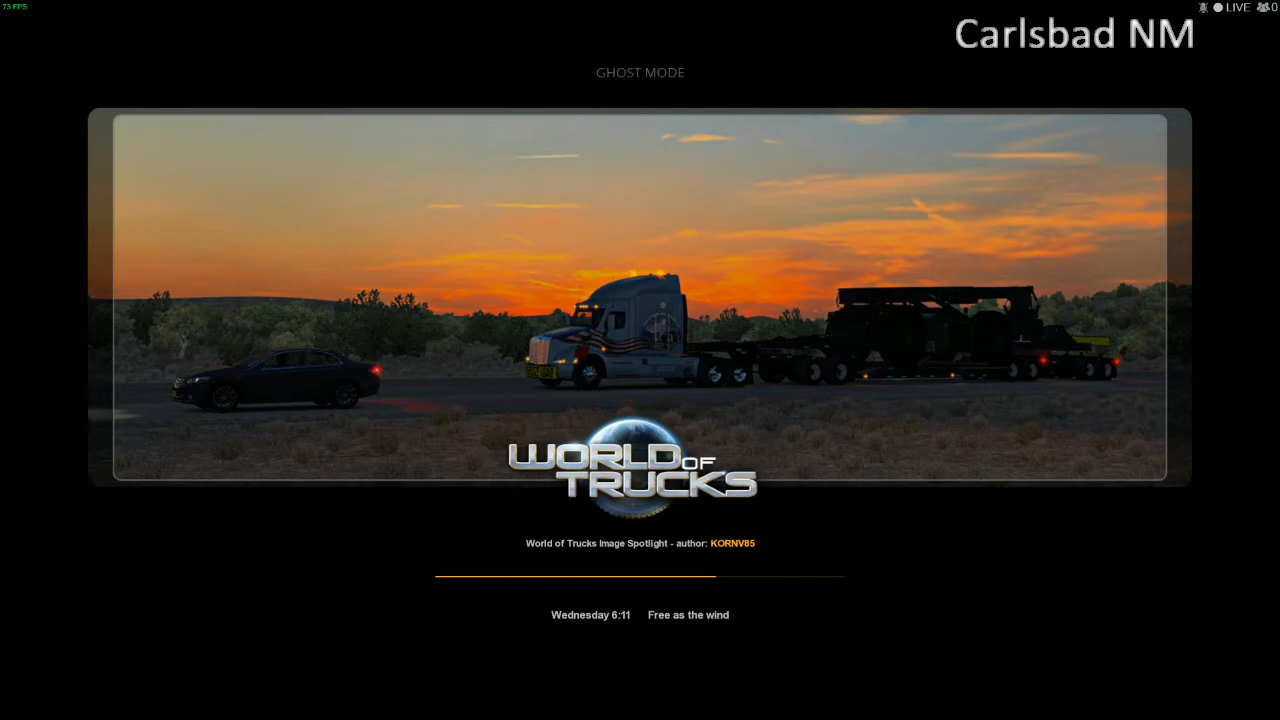 73 FPS
LIVE 0
Carlsbad NM
GHOST MODE
WORLD OF
TRUCKS
World of Trucks Image Spotlight - author: KORNV85
Wednesday 6:11 Free as the wind